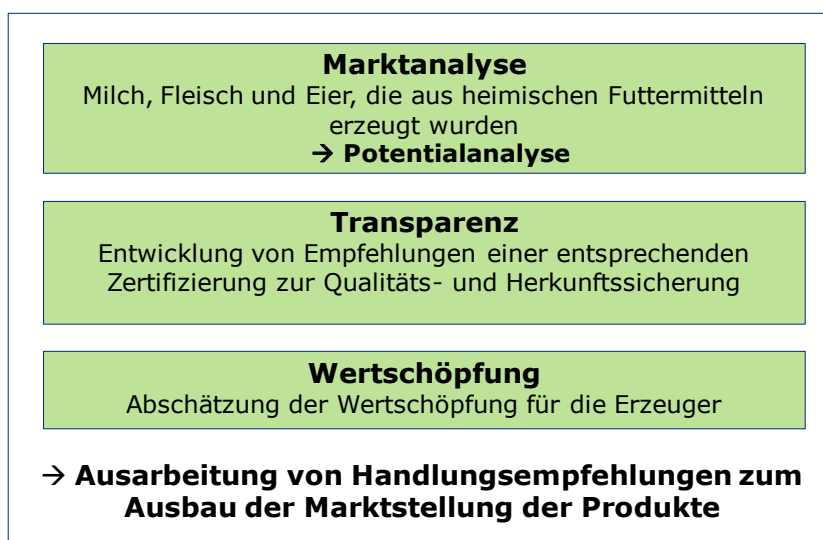 Marktanalyse
Milch, Fleisch und Eier, die aus heimischen Futtermitteln
erzeugt wurden
→ Potentialanalyse
Transparenz
Entwicklung von Empfehlungen einer entsprechenden
Zertifizierung zur Qualitäts- und Herkunftssicherung
Wertschöpfung
Abschätzung der Wertschöpfung für die Erzeuger
→ Ausarbeitung von Handlungsempfehlungen zum
Ausbau der Marktstellung der Produkte